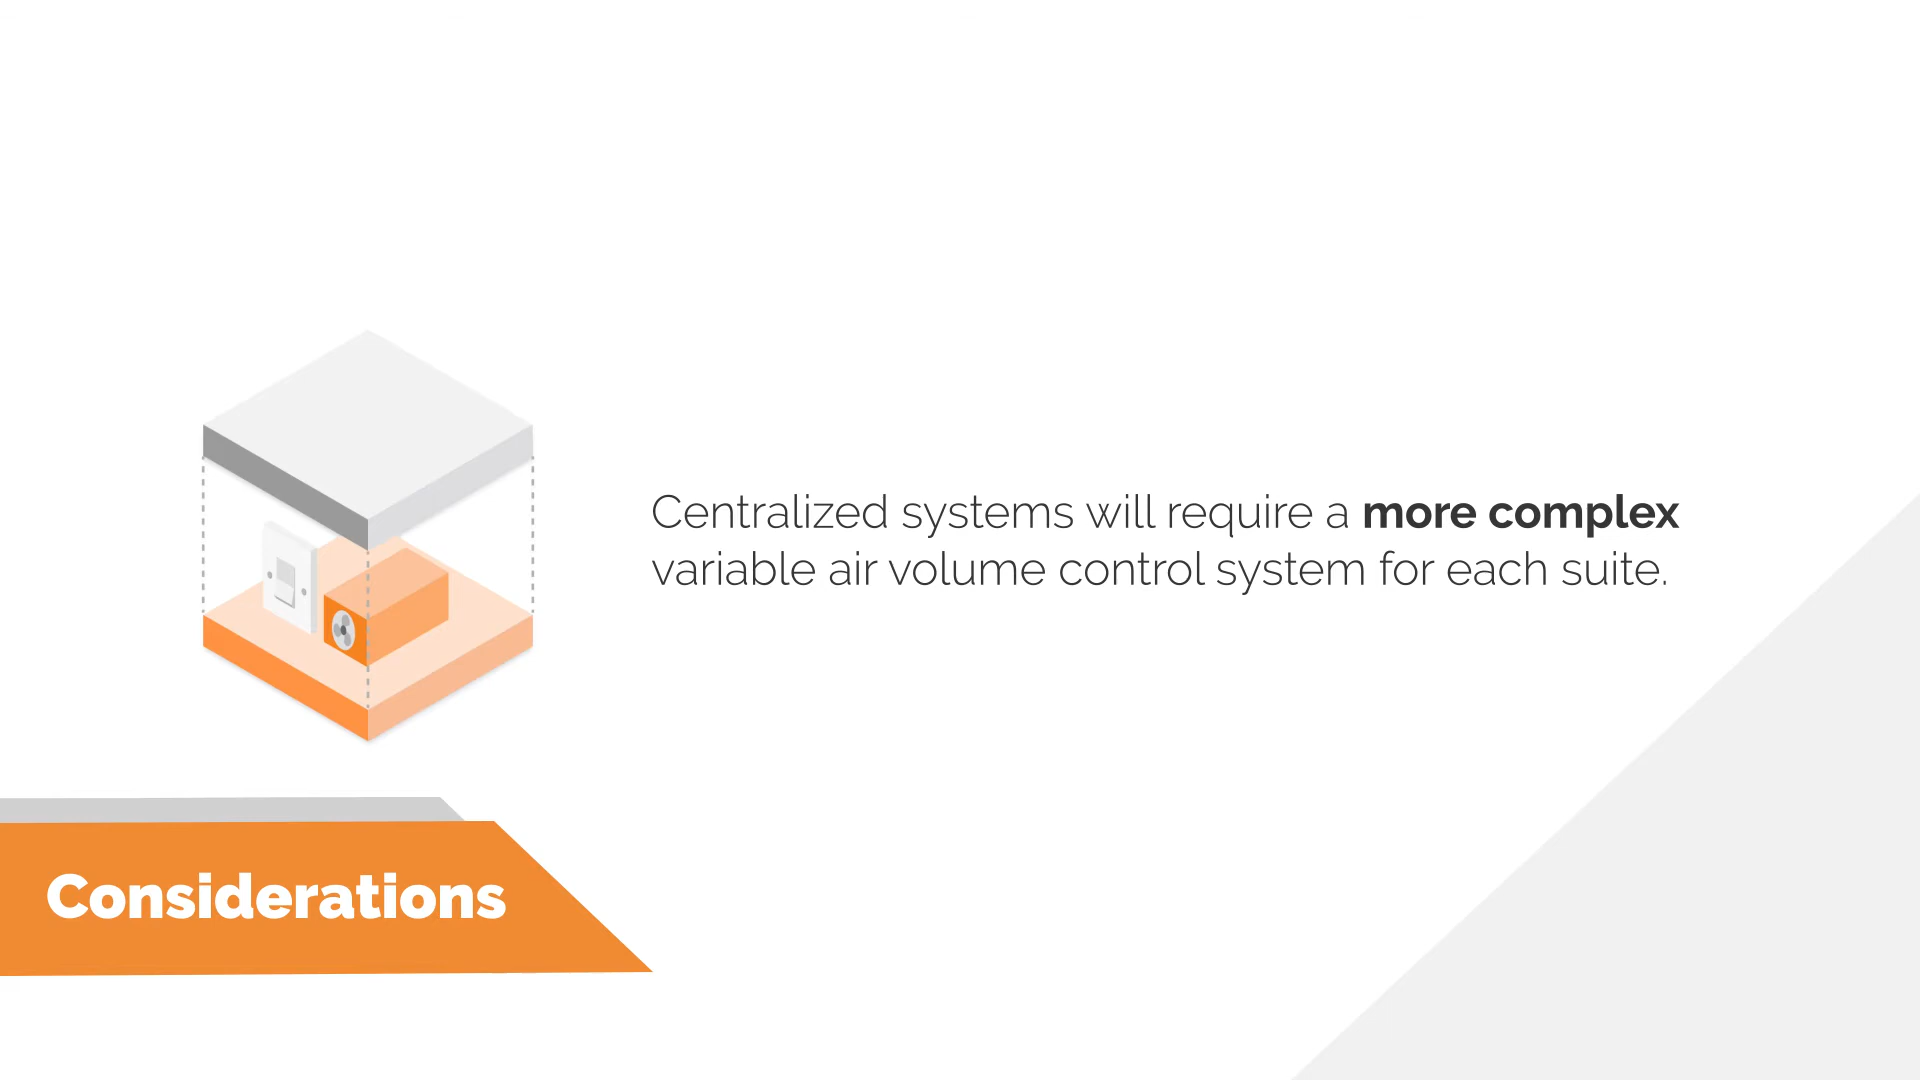 Centralized systems will require a more complex
variable air volume control system for each suite.
Considerations